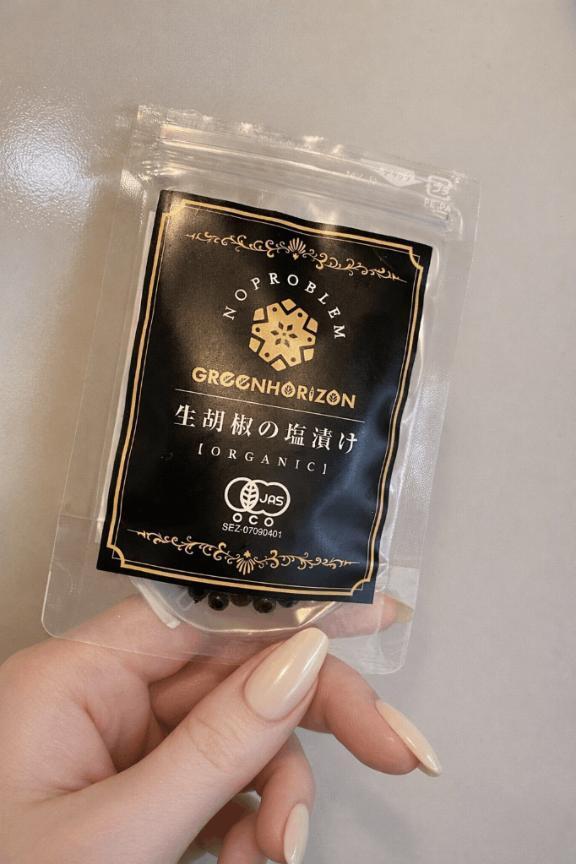 NOPROBLEM
GREENHORIZON
生胡椒の塩漬け
【ORGANIC】
JAS
OCO
SEZ-07090401